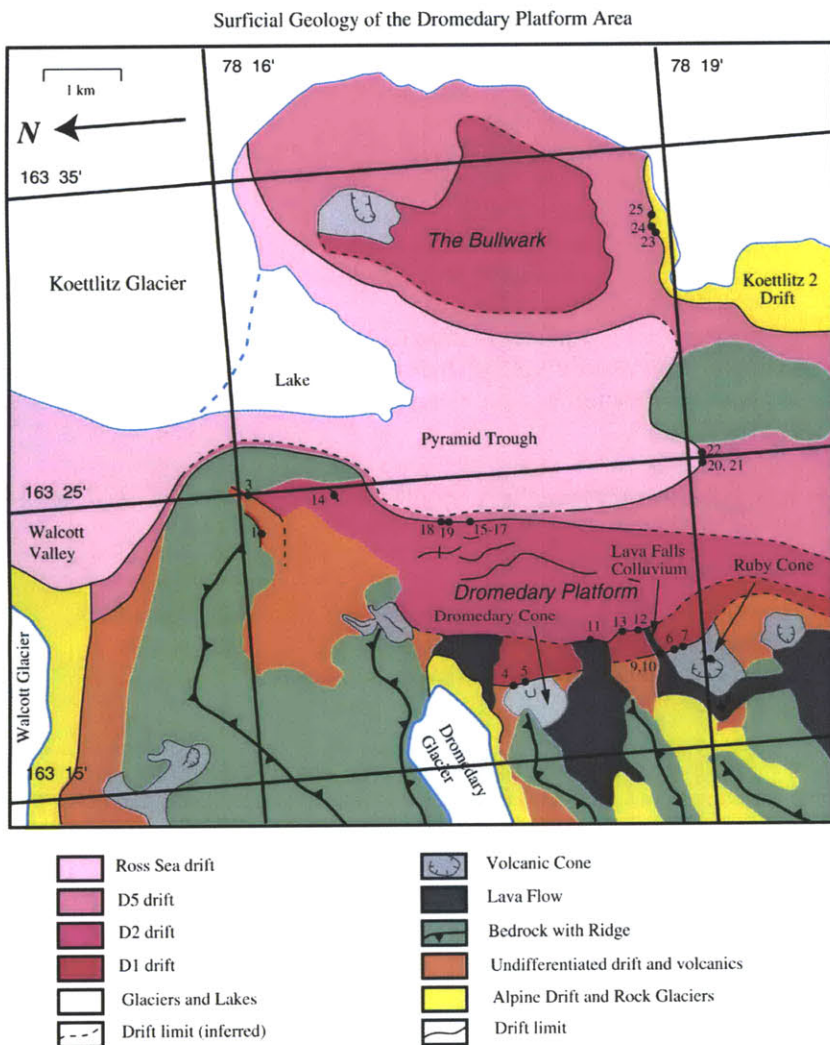 Surficial Geology of the Dromedary Platform Area
78 16'
78 19'
1 km
N
163 35'
25
24
23
The Bullwark
Koettlitz Glacier
Koettlitz 2
Drift
Lake
Pyramid Trough
22
20, 21
163 25'
3
14
1
18
19
15-17
Walcott
Valley
Lava Falls
Colluvium
Ruby Cone
Dromedary Platform
Dromedary Cone
11
13
12
6
7
9,10
4
5
Walcott Glacier
Dromedary
Glacier
163 15'
Ross Sea drift
D5 drift
D2 drift
D1 drift
Glaciers and Lakes
Drift limit (inferred)
Volcanic Cone
Lava Flow
Bedrock with Ridge
Undifferentiated drift and volcanics
Alpine Drift and Rock Glaciers
Drift limit